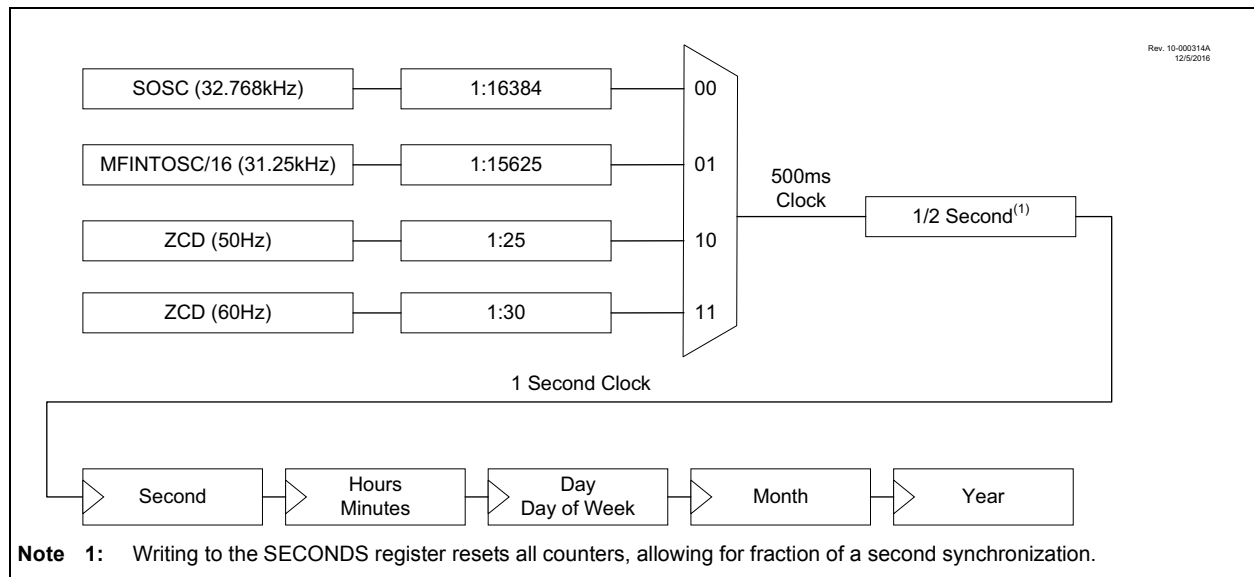 Rev. 10-000314A
12/5/2016
SOSC (32.768kHz)
1:16384
00
MFINTOSC/16 (31.25kHz)
1:15625
01
500ms
Clock
1/2 Second(1)
ZCD (50Hz)
1:25
10
ZCD (60Hz)
1:30
11
1 Second Clock
Second
Hours
Minutes
Day
Day of Week
Month
Year
Note 1: Writing to the SECONDS register resets all counters, allowing for fraction of a second synchronization.